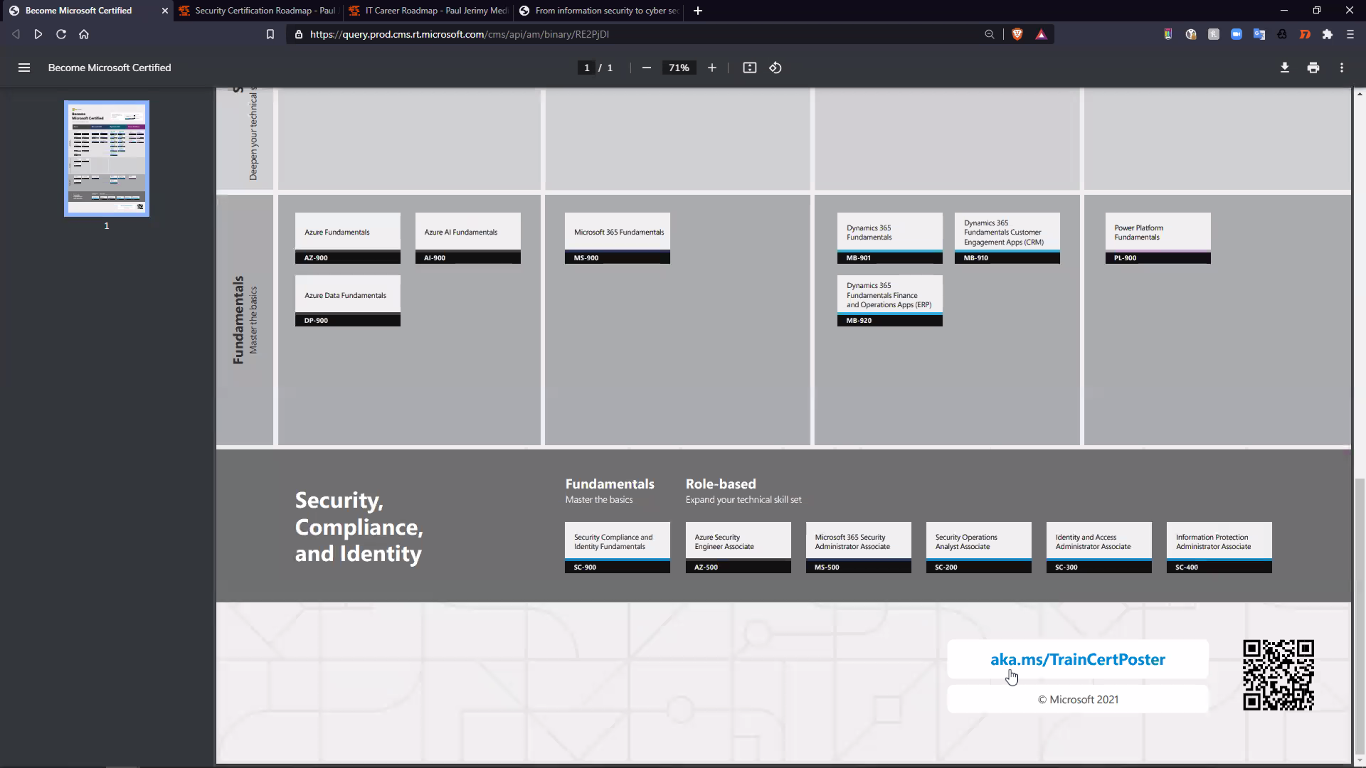 Become Microsoft Certified
Security Certification Roadmap - Paul
IT Career Roadmap - Paul Jerimy Med
From information security to cyber sec
https://query.prod.cms.rt.microsoft.com/cms/api/am/binary/RE2PjDI
Become Microsoft Certified
1 / 1
71%
1
Deepen your technical s
Fundamentals
Master the basics
Azure Fundamentals
AZ-900
Azure AI Fundamentals
AI-900
Azure Data Fundamentals
DP-900
Microsoft 365 Fundamentals
MS-900
Dynamics 365
Fundamentals
MB-901
Dynamics 365
Fundamentals Customer
Engagement Apps (CRM)
MB-910
Dynamics 365
Fundamentals Finance
and Operations Apps (ERP)
MB-920
Power Platform
Fundamentals
PL-900
Security,
Compliance,
and Identity
Fundamentals
Master the basics
Role-based
Expand your technical skill set
Security Compliance and
Identity Fundamentals
SC-900
Azure Security
Engineer Associate
AZ-500
Microsoft 365 Security
Administrator Associate
MS-500
Security Operations
Analyst Associate
SC-200
Identity and Access
Administrator Associate
SC-300
Information Protection
Administrator Associate
SC-400
aka.ms/TrainCertPoster
© Microsoft 2021